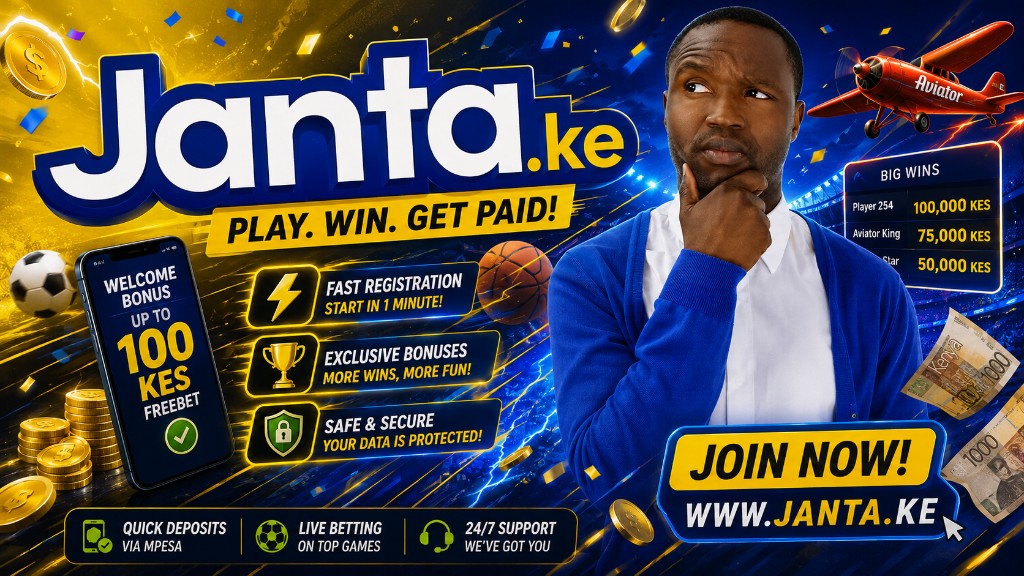 Janta.ke
PLAY. WIN. GET PAID!
WELCOME
BONUS
UP TO
100
KES
FREEBET
FAST REGISTRATION
START IN 1 MINUTE!
EXCLUSIVE BONUSES
MORE WINS, MORE FUN!
SAFE & SECURE
YOUR DATA IS PROTECTED!
Aviator
BIG WINS
Player 254 100,000 KES
Aviator King 75,000 KES
Star 50,000 KES
Kenya
1000
1000
JOIN NOW!
WWW.JANTA.KE
QUICK DEPOSITS
VIA MPESA
LIVE BETTING
ON TOP GAMES
24/7 SUPPORT
WE'VE GOT YOU